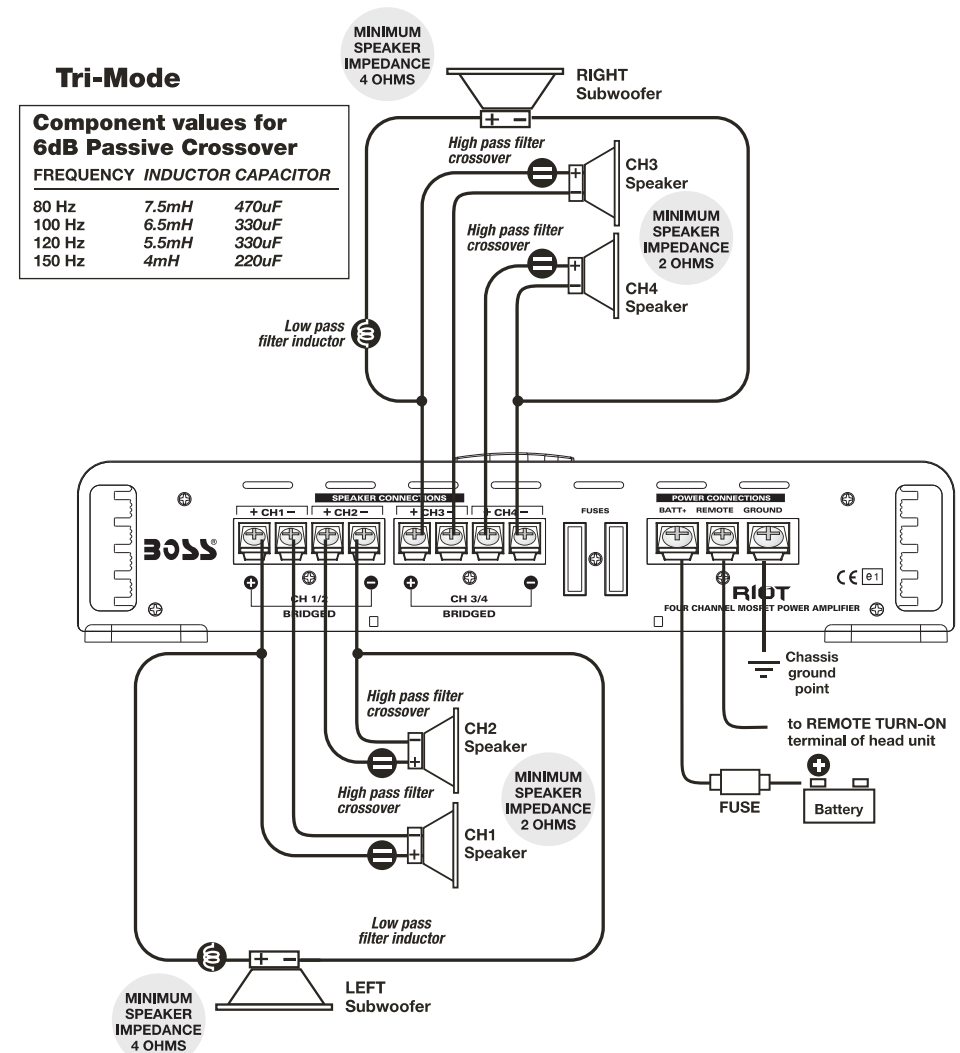 MINIMUM
SPEAKER
IMPEDANCE
4 OHMS
Tri-Mode
RIGHT
Subwoofer
+ −
Component values for
6dB Passive Crossover
FREQUENCY INDUCTOR CAPACITOR
80 Hz 7.5mH 470uF
100 Hz 6.5mH 330uF
120 Hz 5.5mH 330uF
150 Hz 4mH 220uF
High pass filter
crossover
+
−
CH3
Speaker
MINIMUM
SPEAKER
IMPEDANCE
2 OHMS
High pass filter
crossover
+
−
CH4
Speaker
Low pass
filter inductor
SPEAKER CONNECTIONS
+ CH1 −
+ CH2 −
+ CH3 −
+ CH4 −
FUSES
POWER CONNECTIONS
BATT+ REMOTE GROUND
BOSS®
+ CH 1/2 −
BRIDGED
+ CH 3/4 −
BRIDGED
CE e1
RIOT
FOUR CHANNEL MOSFET POWER AMPLIFIER
Chassis
ground
point
to REMOTE TURN-ON
terminal of head unit
+
FUSE
Battery
High pass filter
crossover
−
+
CH2
Speaker
MINIMUM
SPEAKER
IMPEDANCE
2 OHMS
High pass filter
crossover
−
+
CH1
Speaker
Low pass
filter inductor
+ −
LEFT
Subwoofer
MINIMUM
SPEAKER
IMPEDANCE
4 OHMS